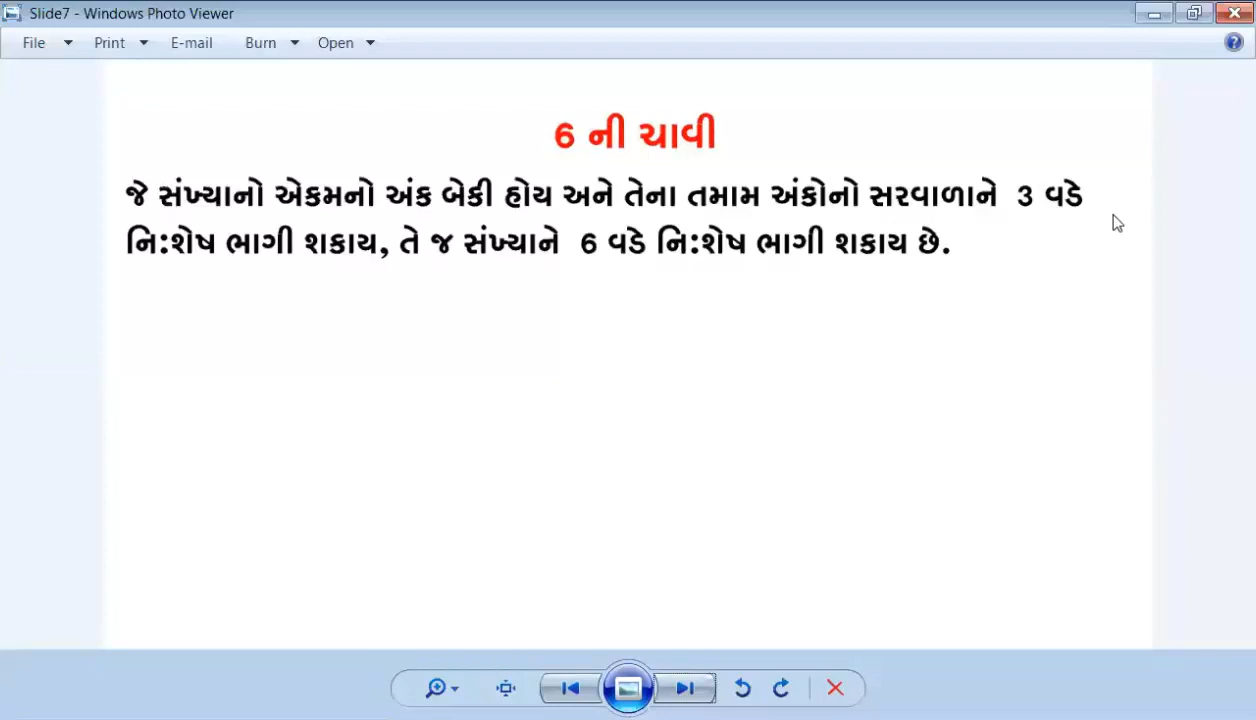 Slide7 - Windows Photo Viewer
File Print E-mail Burn Open
6 ની ચાવી
જે સંખ્યાનો એકમનો અંક બેકી હોય અને તેના તમામ અંકોનો સરવાળાને 3 વડે
નિ:શેષ ભાગી શકાય, તે જ સંખ્યાને 6 વડે નિ:શેષ ભાગી શકાય છે.